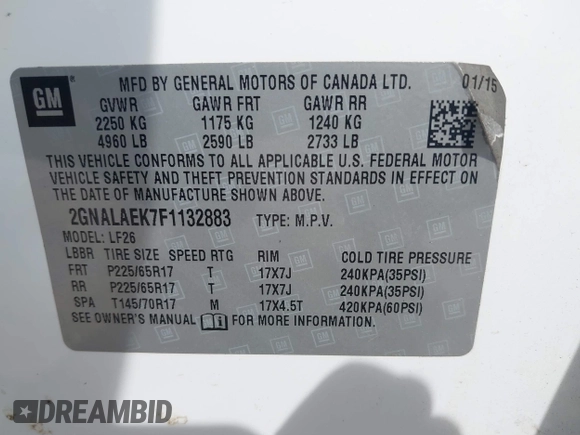 GM
MFD BY GENERAL MOTORS OF CANADA LTD. 01/15
GVWR GAWR FRT GAWR RR
2250 KG 1175 KG 1240 KG
4960 LB 2590 LB 2733 LB
THIS VEHICLE CONFORMS TO ALL APPLICABLE U.S. FEDERAL MOTOR
VEHICLE SAFETY AND THEFT PREVENTION STANDARDS IN EFFECT ON
THE DATE OF MANUFACTURE SHOWN ABOVE.
2GNALAEK7F1132883 TYPE: M.P.V.
MODEL: LF26
LBBR TIRE SIZE SPEED RTG RIM COLD TIRE PRESSURE
FRT P225/65R17 T 17X7J 240KPA(35PSI)
RR P225/65R17 T 17X7J 240KPA(35PSI)
SPA T145/70R17 M 17X4.5T 420KPA(60PSI)
SEE OWNER'S MANUAL FOR MORE INFORMATION.
DREAMBID